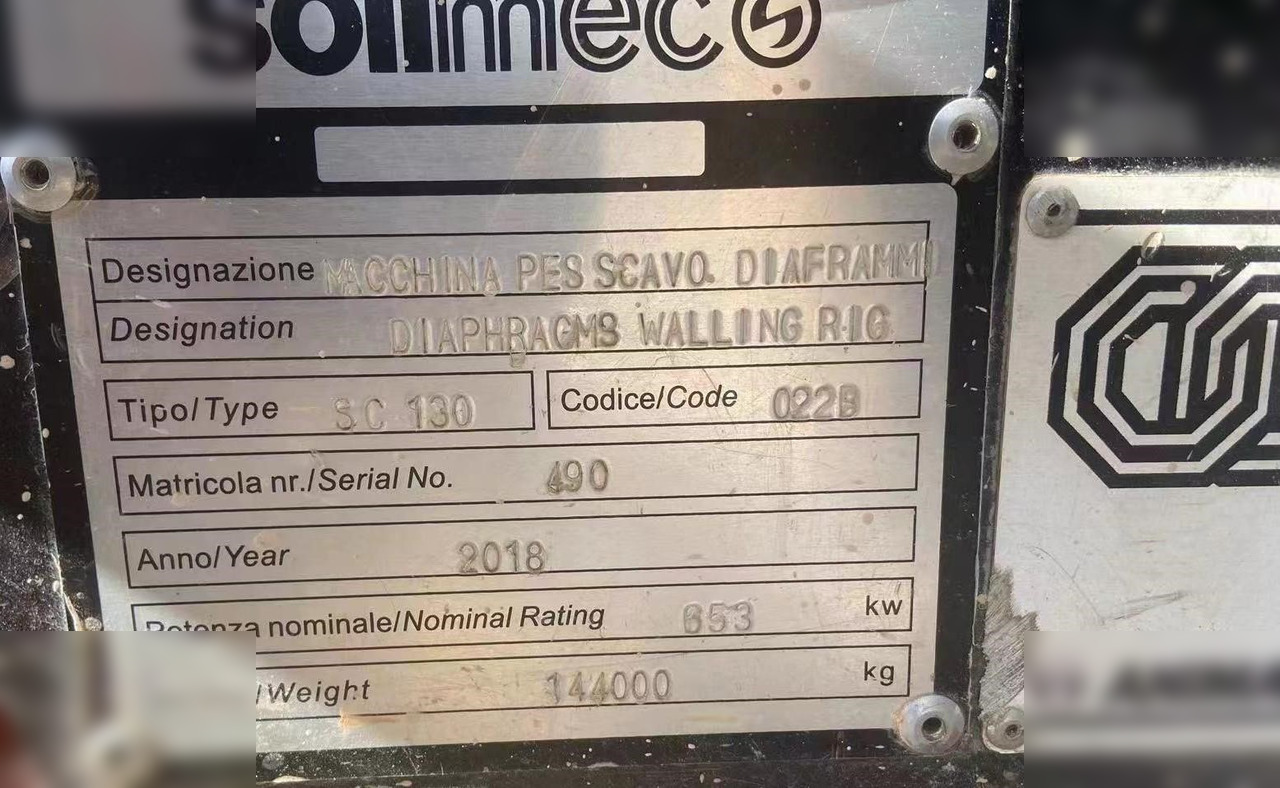 soilmec
Designazione MACCHINA PES SCAVO. DIAFRAMMI
Designation DIAPHRAGMS WALLING RIG
Tipo/Type SC 130 Codice/Code 022B
Matricola nr./Serial No. 490
Anno/Year 2018
Potenza nominale/Nominal Rating 653 kw
/Weight 144000 kg